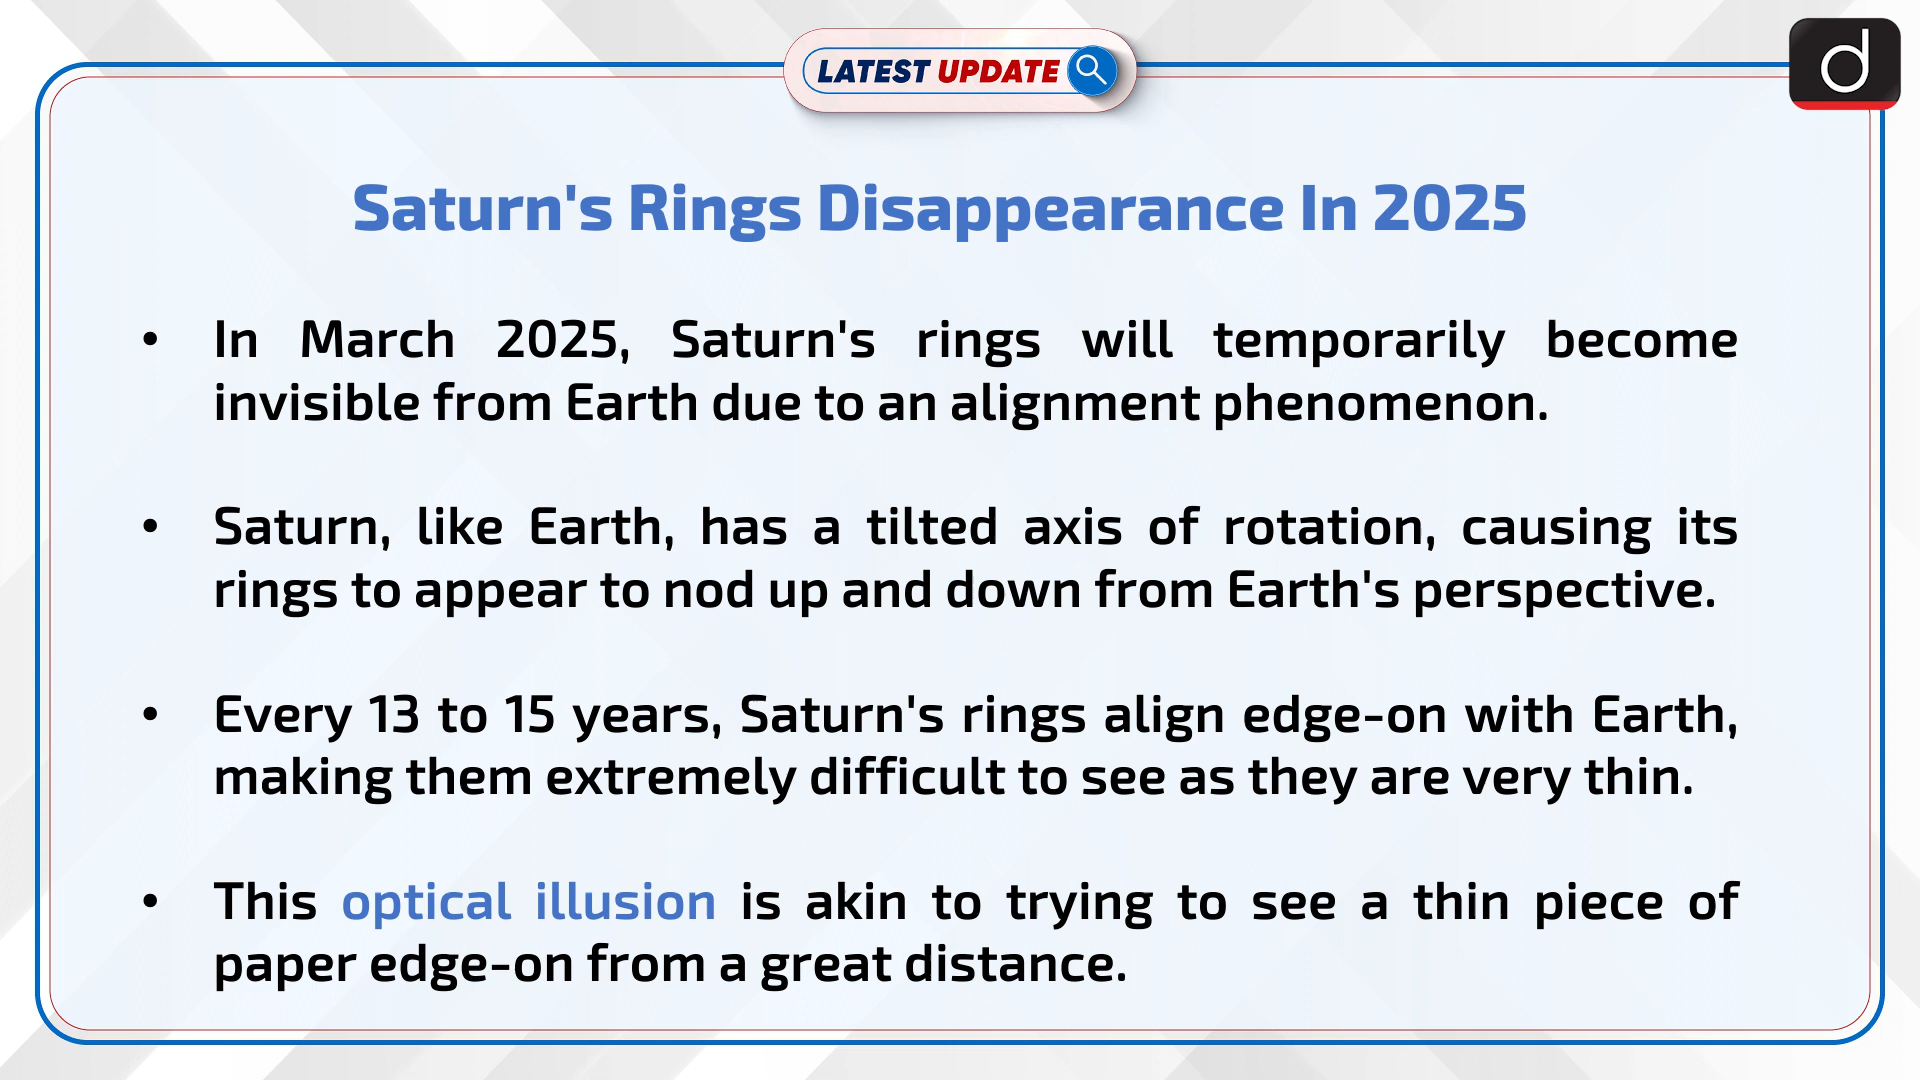 LATEST UPDATE
d
Saturn's Rings Disappearance In 2025
• In March 2025, Saturn's rings will temporarily become
invisible from Earth due to an alignment phenomenon.
• Saturn, like Earth, has a tilted axis of rotation, causing its
rings to appear to nod up and down from Earth's perspective.
• Every 13 to 15 years, Saturn's rings align edge-on with Earth,
making them extremely difficult to see as they are very thin.
• This optical illusion is akin to trying to see a thin piece of
paper edge-on from a great distance.